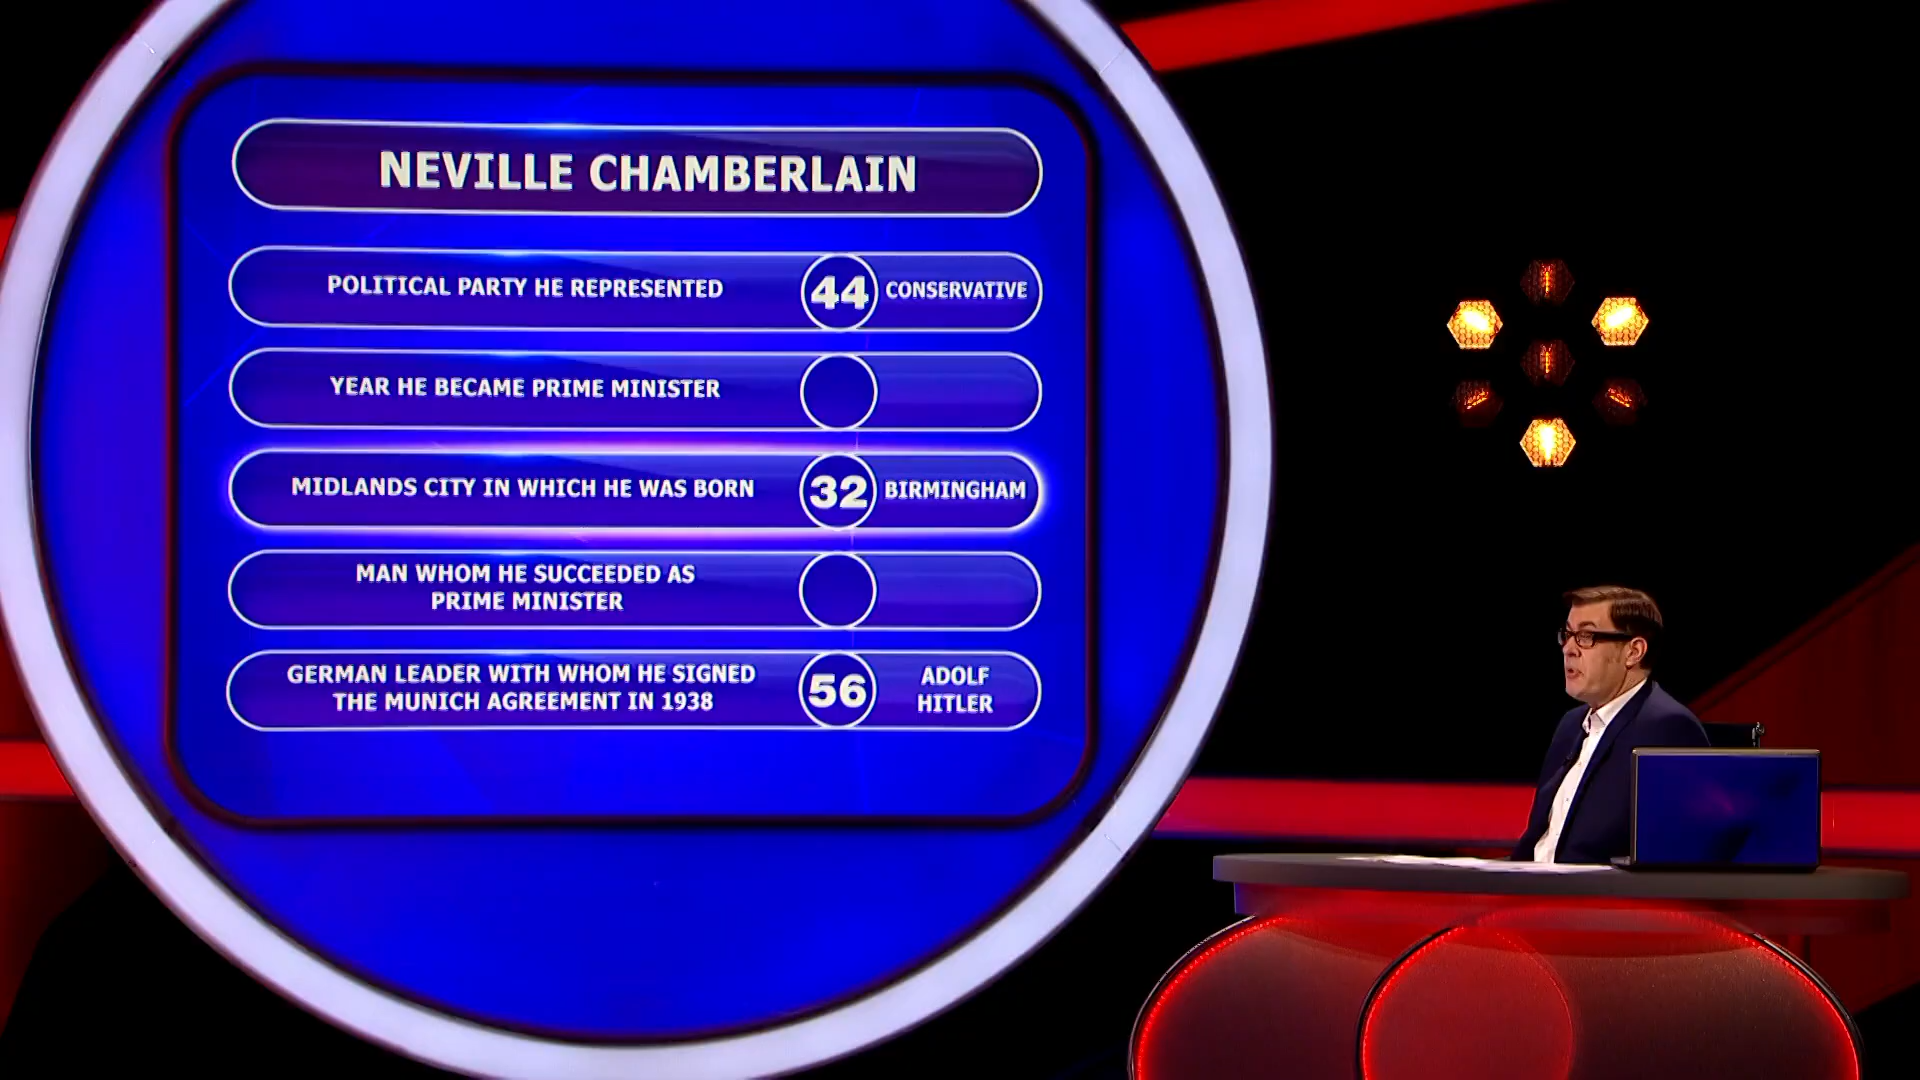 NEVILLE CHAMBERLAIN
POLITICAL PARTY HE REPRESENTED 44 CONSERVATIVE
YEAR HE BECAME PRIME MINISTER
MIDLANDS CITY IN WHICH HE WAS BORN 32 BIRMINGHAM
MAN WHOM HE SUCCEEDED AS
PRIME MINISTER
GERMAN LEADER WITH WHOM HE SIGNED
THE MUNICH AGREEMENT IN 1938
56
ADOLF
HITLER